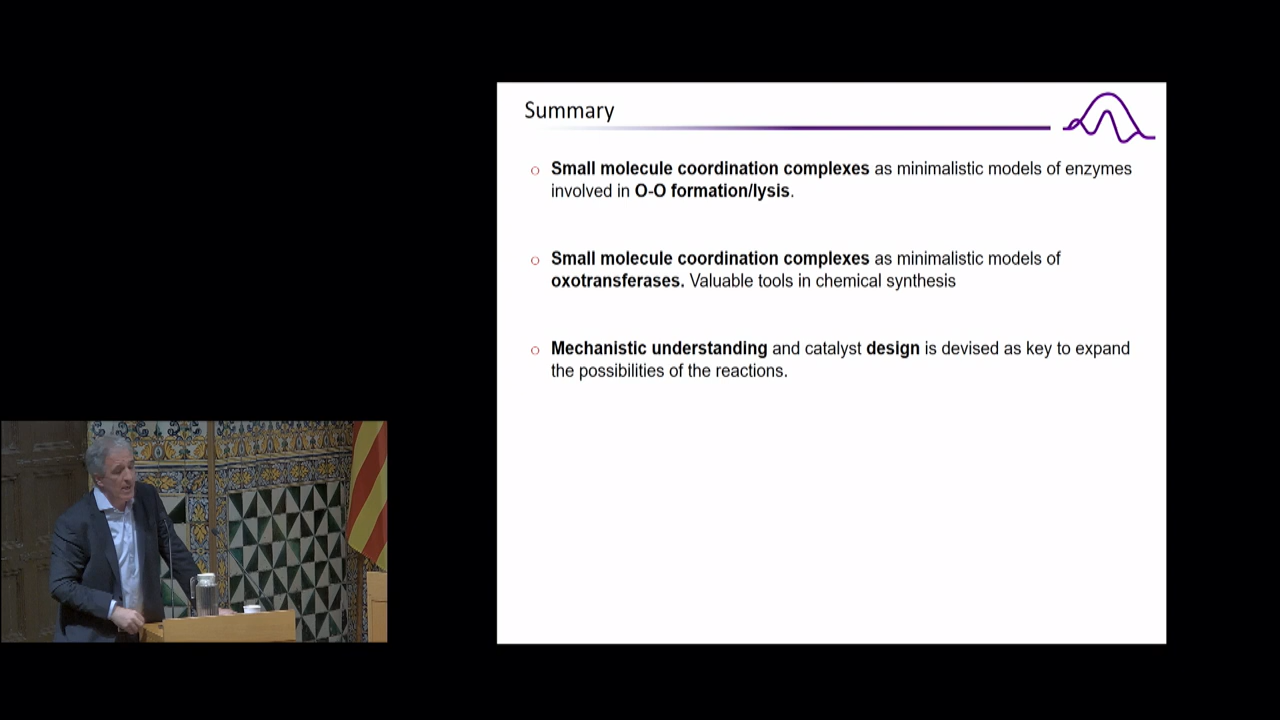 Summary
Small molecule coordination complexes as minimalistic models of enzymes
involved in O-O formation/lysis.
Small molecule coordination complexes as minimalistic models of
oxotransferases. Valuable tools in chemical synthesis
Mechanistic understanding and catalyst design is devised as key to expand
the possibilities of the reactions.